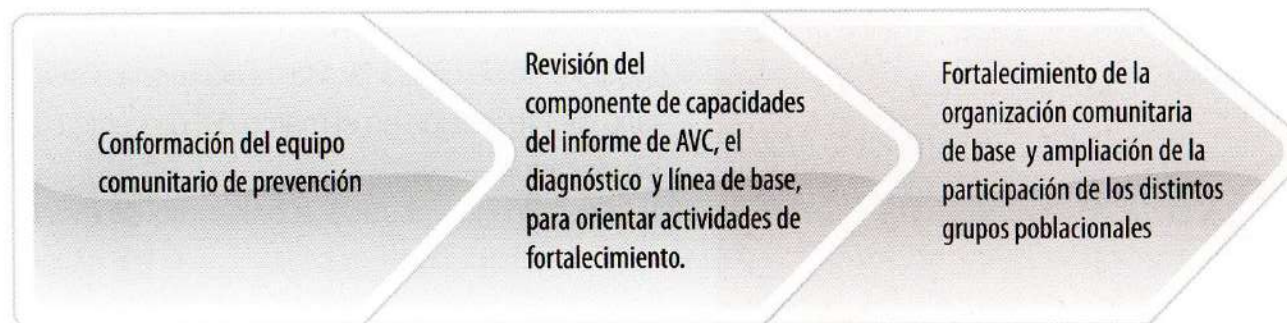 Conformación del equipo
comunitario de prevención
Revisión del
componente de capacidades
del informe de AVC, el
diagnóstico y línea de base,
para orientar actividades de
fortalecimiento.
Fortalecimiento de la
organización comunitaria
de base y ampliación de la
participación de los distintos
grupos poblacionales